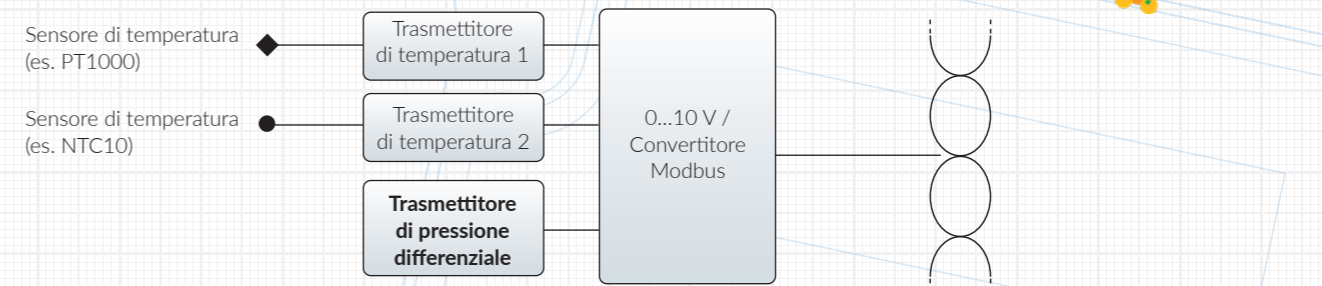 Sensore di temperatura
(es. PT1000)
Trasmettitore
di temperatura 1
Sensore di temperatura
(es. NTC10)
Trasmettitore
di temperatura 2
Trasmettitore
di pressione
differenziale
0...10 V /
Convertitore
Modbus